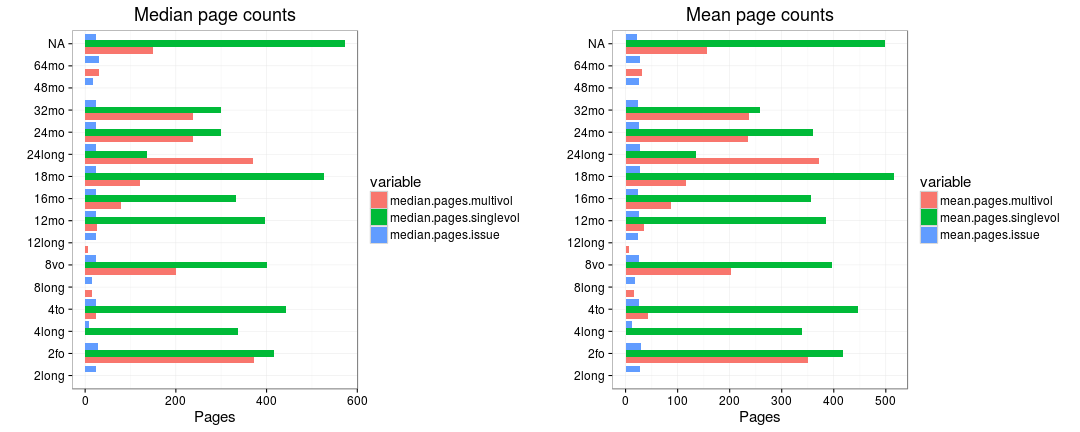 Median page counts
NA
64mo
48mo
32mo
24mo
24long
18mo
16mo
12mo
12long
8vo
8long
4to
4long
2fo
2long
0 200 400 600
Pages
variable
median.pages.multivol
median.pages.singlevol
median.pages.issue
Mean page counts
NA
64mo
48mo
32mo
24mo
24long
18mo
16mo
12mo
12long
8vo
8long
4to
4long
2fo
2long
0 100 200 300 400 500
Pages
variable
mean.pages.multivol
mean.pages.singlevol
mean.pages.issue